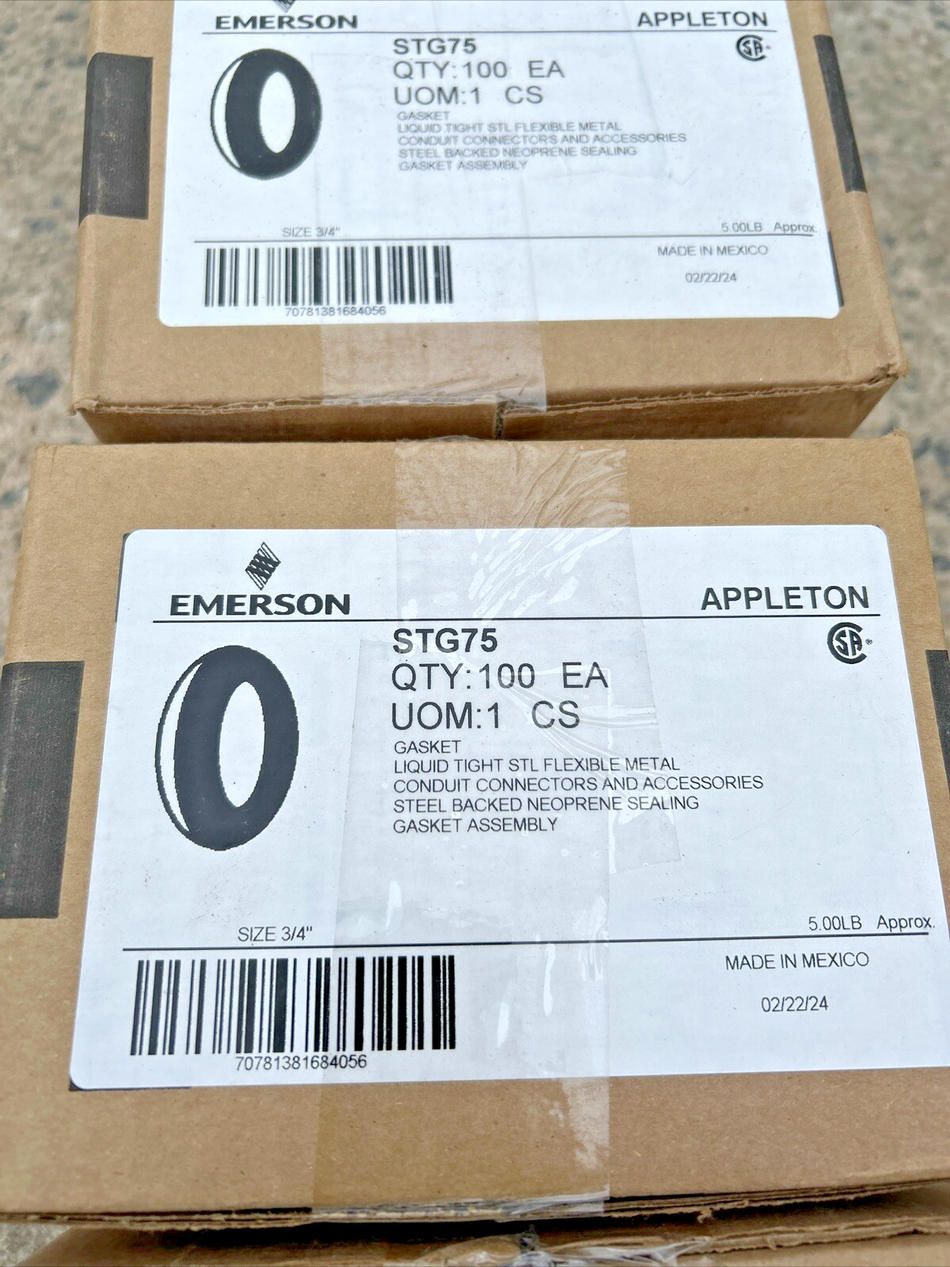 EMERSON
APPLETON
STG75
QTY:100 EA
UOM:1 CS
GASKET
LIQUID TIGHT STL FLEXIBLE METAL
CONDUIT CONNECTORS AND ACCESSORIES
STEEL BACKED NEOPRENE SEALING
GASKET ASSEMBLY
SA
SIZE 3/4"
5.00LB Approx.
70781381684056
MADE IN MEXICO
02/22/24
EMERSON
APPLETON
STG75
QTY:100 EA
UOM:1 CS
GASKET
LIQUID TIGHT STL FLEXIBLE METAL
CONDUIT CONNECTORS AND ACCESSORIES
STEEL BACKED NEOPRENE SEALING
GASKET ASSEMBLY
SA®
SIZE 3/4"
5.00LB Approx.
70781381684056
MADE IN MEXICO
02/22/24